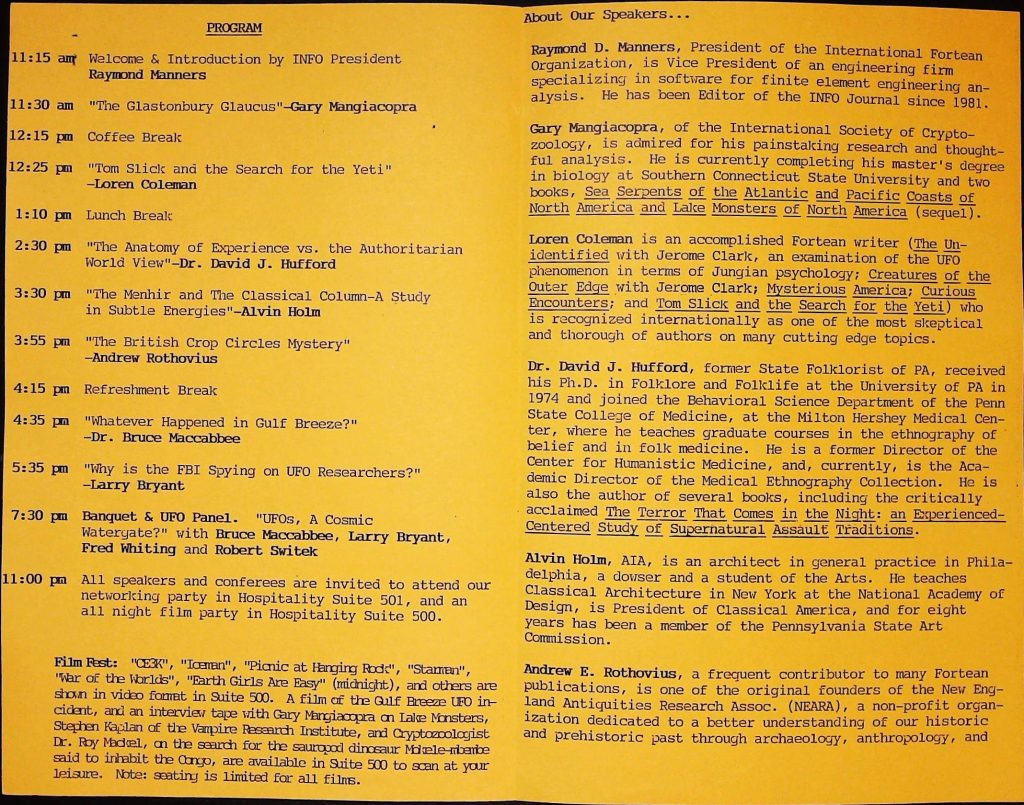 PROGRAM
11:15 am Welcome & Introduction by INFO President
Raymond Manners
11:30 am "The Glastonbury Glaucus"—Gary Mangiacopra
12:15 pm Coffee Break
12:25 pm "Tom Slick and the Search for the Yeti"
—Loren Coleman
1:10 pm Lunch Break
2:30 pm "The Anatomy of Experience vs. the Authoritarian
World View"—Dr. David J. Hufford
3:30 pm "The Menhir and The Classical Column-A Study
in Subtle Energies"—Alvin Holm
3:55 pm "The British Crop Circles Mystery"
—Andrew Rothovius
4:15 pm Refreshment Break
4:35 pm "Whatever Happened in Gulf Breeze?"
—Dr. Bruce Maccabbee
5:35 pm "Why is the FBI Spying on UFO Researchers?"
—Larry Bryant
7:30 pm Banquet & UFO Panel. "UFOs, A Cosmic
Watergate?" with Bruce Maccabbee, Larry Bryant,
Fred Whiting and Robert Switek
11:00 pm All speakers and conferees are invited to attend our
networking party in Hospitality Suite 501, and an
all night film party in Hospitality Suite 500.
Film Fest: "CE3K", "Iceman", "Picnic at Hanging Rock", "Starman",
"War of the Worlds", "Earth Girls Are Easy" (midnight), and others are
shown in video format in Suite 500. A film of the Gulf Breeze UFO in-
cident, and an interview tape with Gary Mangiacopra on Lake Monsters,
Stephen Kaplan of the Vampire Research Institute, and Cryptozoologist
Dr. Roy Mackel, on the search for the sauropod dinosaur Mokele-mbembe
said to inhabit the Congo, are available in Suite 500 to scan at your
leisure. Note: seating is limited for all films.
About Our Speakers...
Raymond D. Manners, President of the International Fortean
Organization, is Vice President of an engineering firm
specializing in software for finite element engineering an-
alysis. He has been Editor of the INFO Journal since 1981.
Gary Mangiacopra, of the International Society of Crypto-
zoology, is admired for his painstaking research and thought-
ful analysis. He is currently completing his master's degree
in biology at Southern Connecticut State University and two
books, Sea Serpents of the Atlantic and Pacific Coasts of
North America and Lake Monsters of North America (sequel).
Loren Coleman is an accomplished Fortean writer (The Un-
identified with Jerome Clark, an examination of the UFO
phenomenon in terms of Jungian psychology; Creatures of the
Outer Edge with Jerome Clark; Mysterious America; Curious
Encounters; and Tom Slick and the Search for the Yeti) who
is recognized internationally as one of the most skeptical
and thorough of authors on many cutting edge topics.
Dr. David J. Hufford, former State Folklorist of PA, received
his Ph.D. in Folklore and Folklife at the University of PA in
1974 and joined the Behavioral Science Department of the Penn
State College of Medicine, at the Milton Hershey Medical Cen-
ter, where he teaches graduate courses in the ethnography of
belief and in folk medicine. He is a former Director of the
Center for Humanistic Medicine, and, currently, is the Aca-
demic Director of the Medical Ethnography Collection. He is
also the author of several books, including the critically
acclaimed The Terror That Comes in the Night: an Experienced-
Centered Study of Supernatural Assault Traditions.
Alvin Holm, AIA, is an architect in general practice in Phila-
delphia, a dowser and a student of the Arts. He teaches
Classical Architecture in New York at the National Academy of
Design, is President of Classical America, and for eight
years has been a member of the Pennsylvania State Art
Commission.
Andrew E. Rothovius, a frequent contributor to many Fortean
publications, is one of the original founders of the New Eng-
land Antiquities Research Assoc. (NEARA), a non-profit organ-
ization dedicated to a better understanding of our historic
and prehistoric past through archaeology, anthropology, and